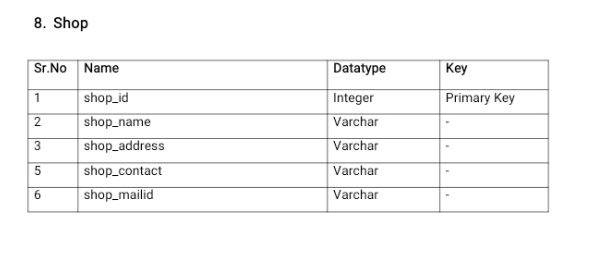 8. Shop
Sr.No Name Datatype Key
1 shop_id Integer Primary Key
2 shop_name Varchar -
3 shop_address Varchar -
5 shop_contact Varchar -
6 shop_mailid Varchar -